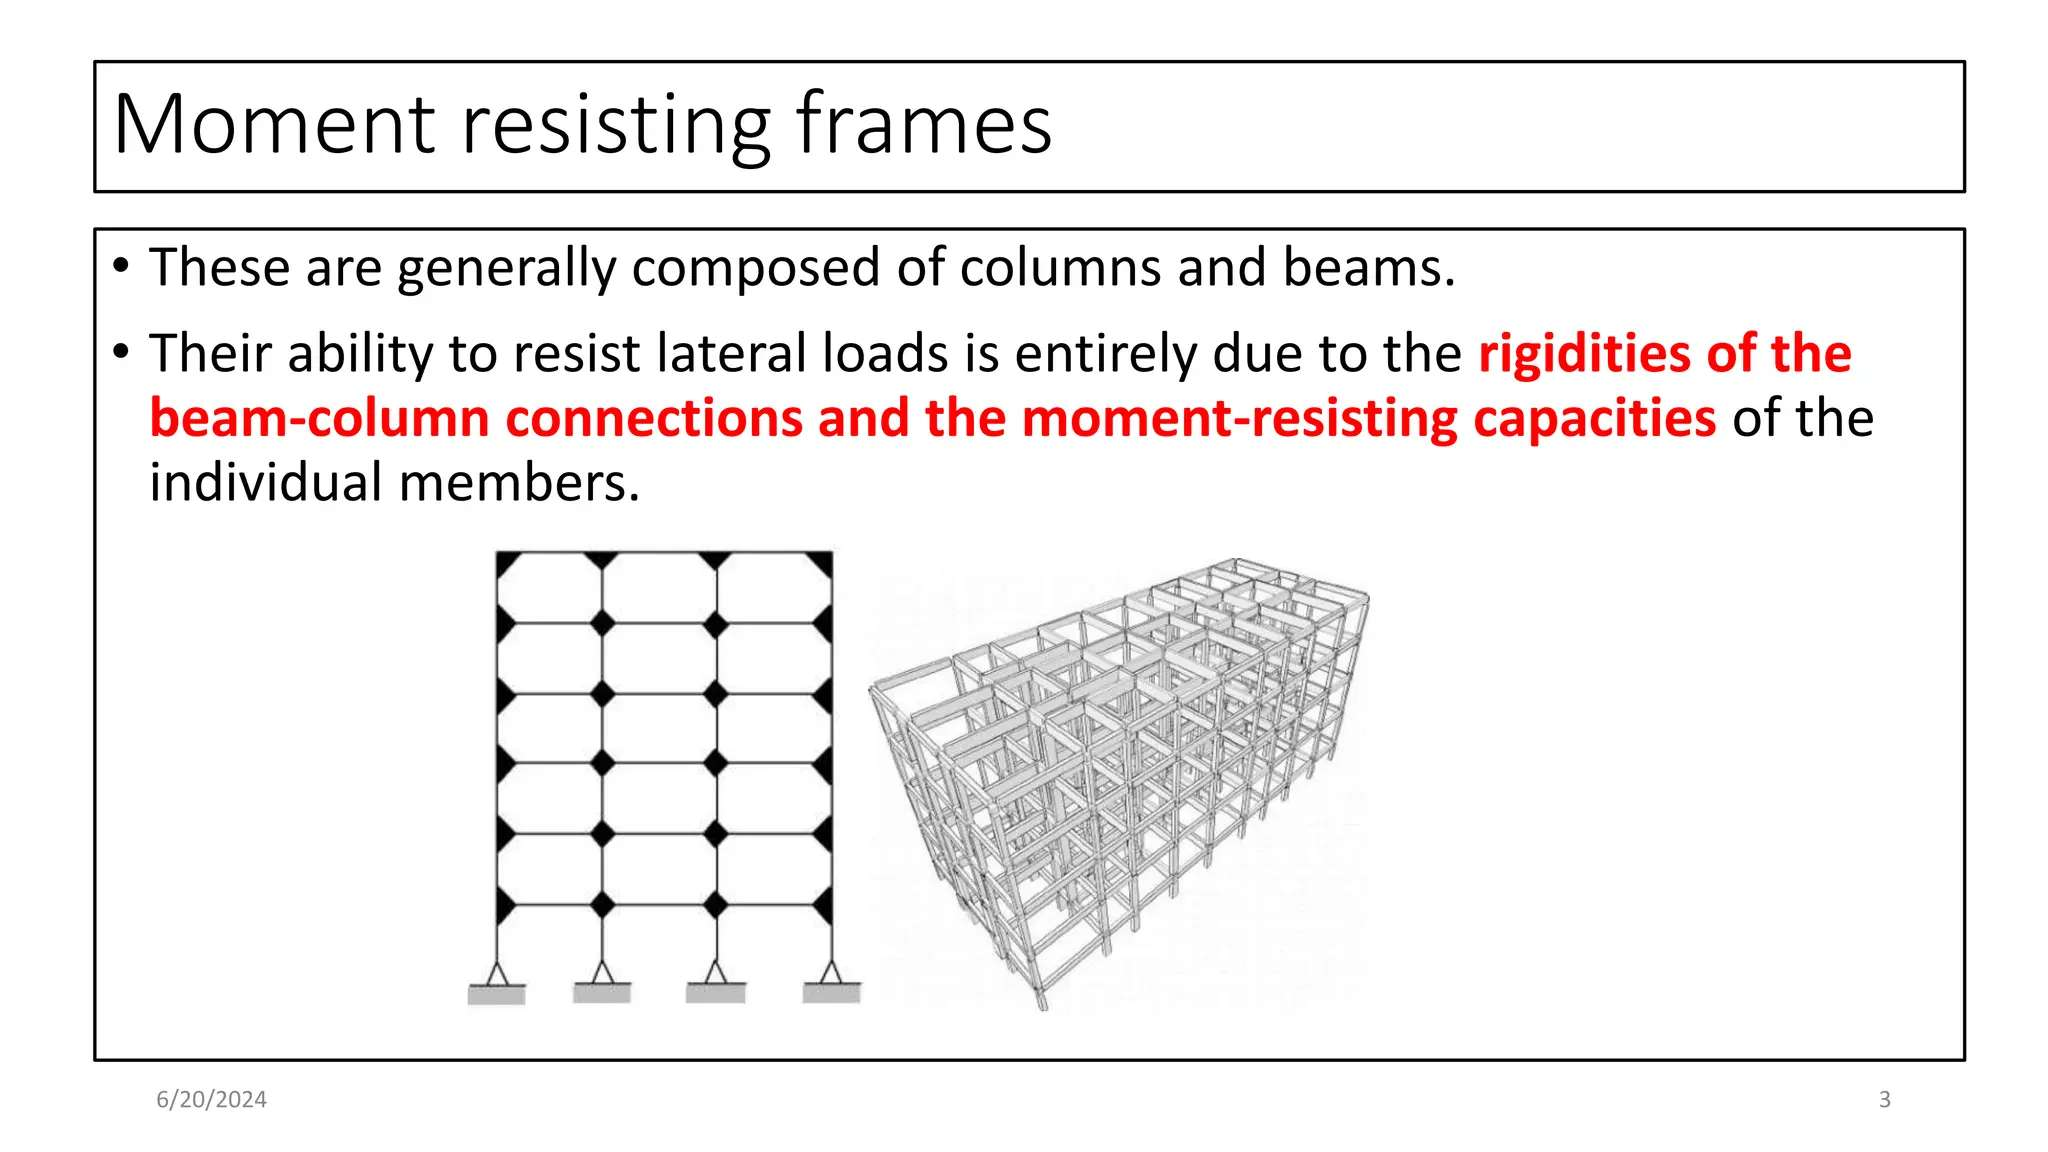 Moment resisting frames
• These are generally composed of columns and beams.
• Their ability to resist lateral loads is entirely due to the rigidities of the
beam-column connections and the moment-resisting capacities of the
individual members.
6/20/2024
3